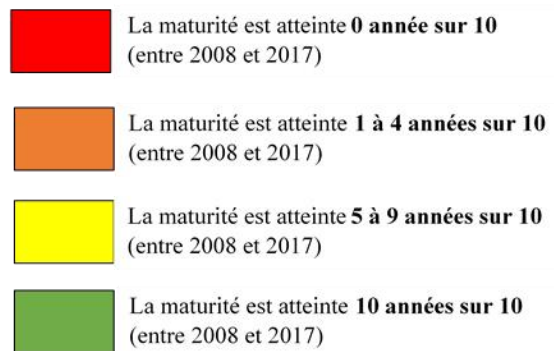 La maturité est atteinte 0 année sur 10
(entre 2008 et 2017)
La maturité est atteinte 1 à 4 années sur 10
(entre 2008 et 2017)
La maturité est atteinte 5 à 9 années sur 10
(entre 2008 et 2017)
La maturité est atteinte 10 années sur 10
(entre 2008 et 2017)